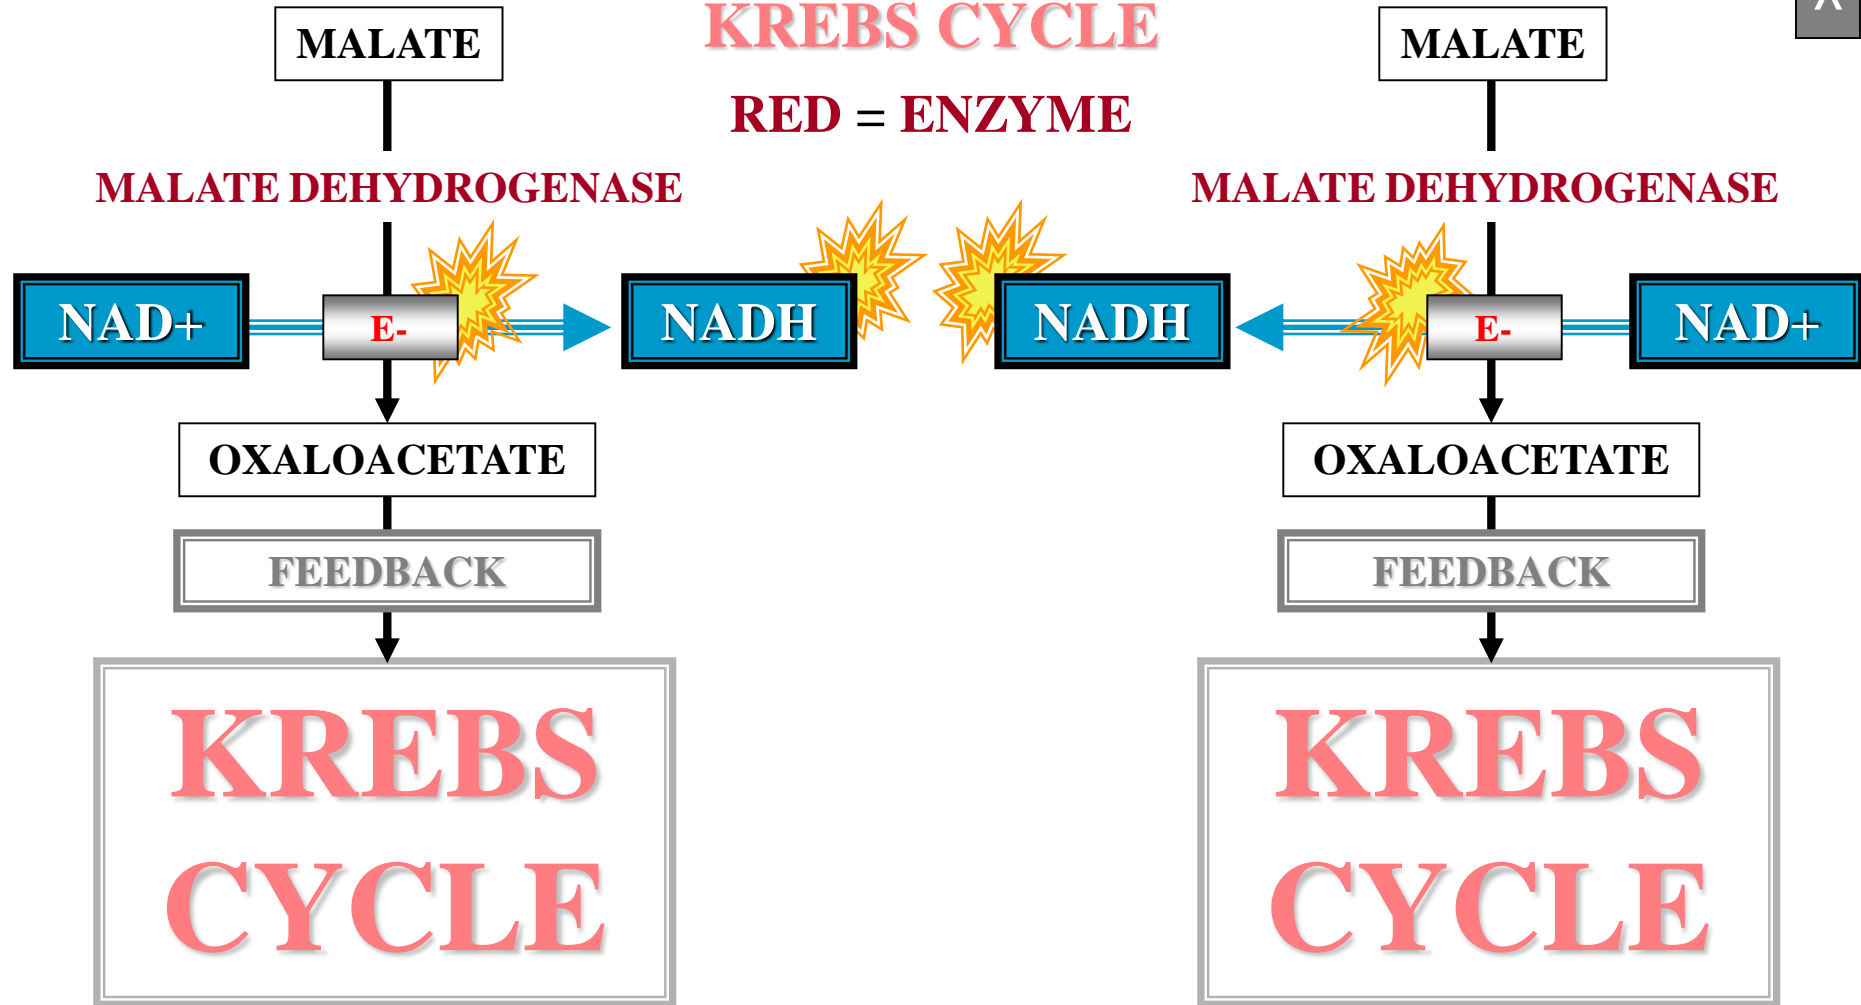 KREBS CYCLE
MALATE
MALATE
RED = ENZYME
MALATE DEHYDROGENASE
MALATE DEHYDROGENASE
NAD+
E-
NADH
NADH
E-
NAD+
OXALOACETATE
OXALOACETATE
FEEDBACK
FEEDBACK
KREBS
CYCLE
KREBS
CYCLE